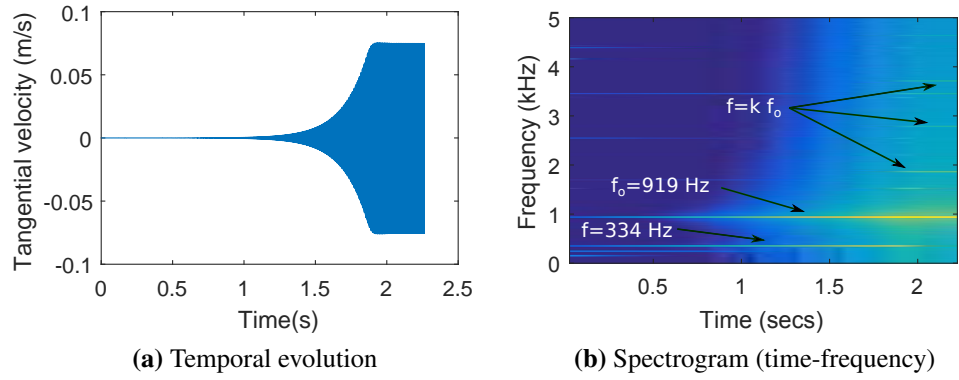 Tangential velocity (m/s)
0.1
0.05
0
-0.05
-0.1
0 0.5 1 1.5 2 2.5
Time(s)
(a) Temporal evolution
Frequency (kHz)
5
4
3
2
1
0
f=k fₒ
fₒ=919 Hz
f=334 Hz
0.5 1 1.5 2
Time (secs)
(b) Spectrogram (time-frequency)